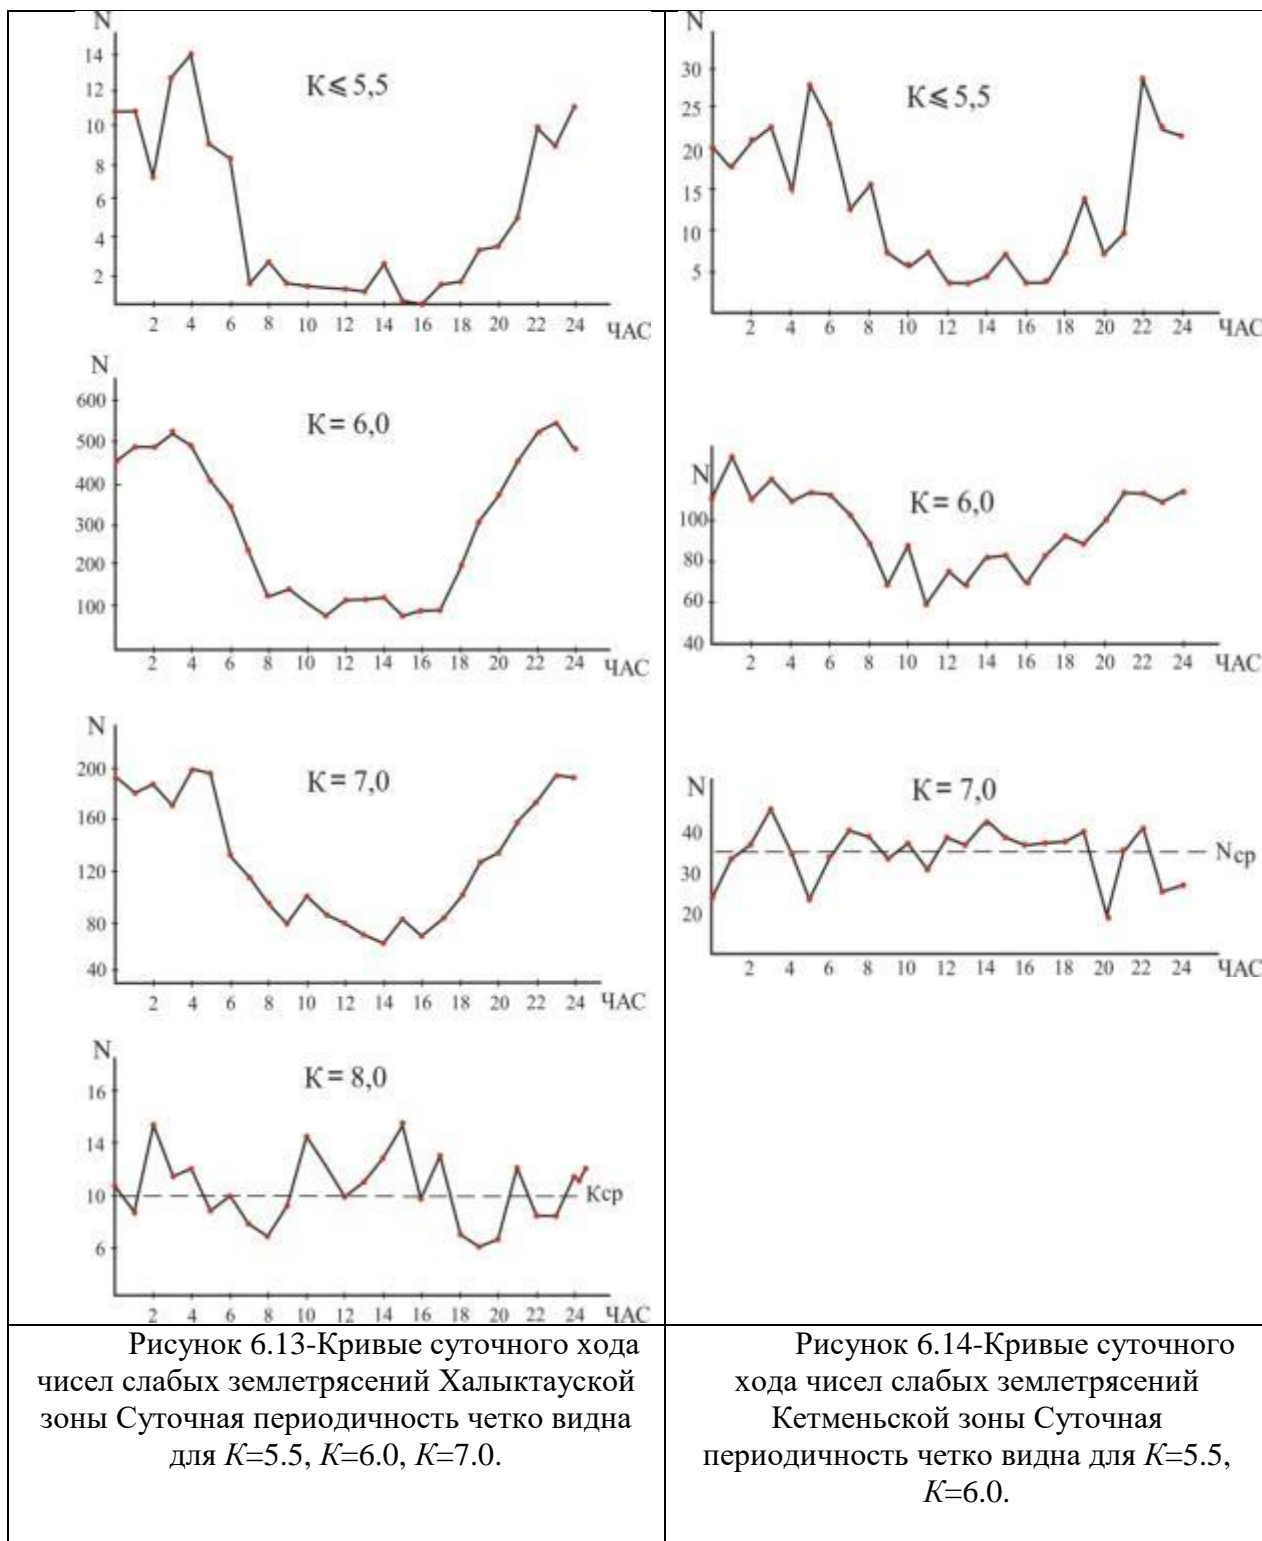 N
14
12
10
8
6
4
2
К⩽5,5
2 4 6 8 10 12 14 16 18 20 22 24 ЧАС
N
600
500
400
300
200
100
К= 6,0
2 4 6 8 10 12 14 16 18 20 22 24 ЧАС
N
200
160
120
80
40
К= 7,0
2 4 6 8 10 12 14 16 18 20 22 24 ЧАС
N
16
14
10
6
К= 8,0
Кср
2 4 6 8 10 12 14 16 18 20 22 24 ЧАС
Рисунок 6.13-Кривые суточного хода
чисел слабых землетрясений Халыктауской
зоны Суточная периодичность четко видна
для К=5.5, К=6.0, К=7.0.
N
30
25
20
15
10
5
К⩽5,5
2 4 6 8 10 12 14 16 18 20 22 24 ЧАС
N
100
80
60
40
К= 6,0
2 4 6 8 10 12 14 16 18 20 22 24 ЧАС
N
40
30
20
К= 7,0
Nср
2 4 6 8 10 12 14 16 18 20 22 24 ЧАС
Рисунок 6.14-Кривые суточного
хода чисел слабых землетрясений
Кетменьской зоны Суточная
периодичность четко видна для К=5.5,
К=6.0.